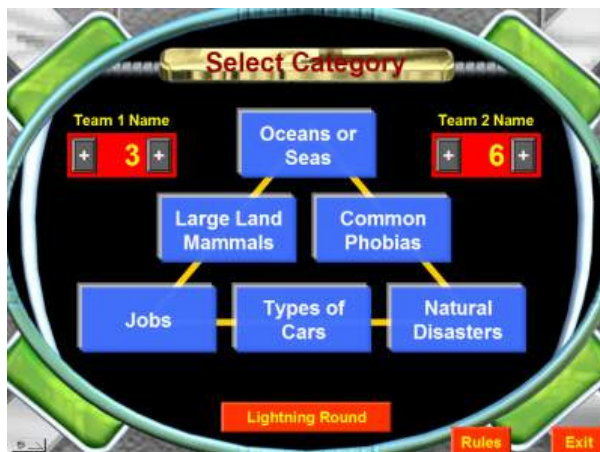 Select Category
Team 1 Name
Team 2 Name
+ 3 +
+ 6 +
Oceans or
Seas
Large Land
Mammals
Common
Phobias
Jobs
Types of
Cars
Natural
Disasters
Lightning Round
Rules
Exit